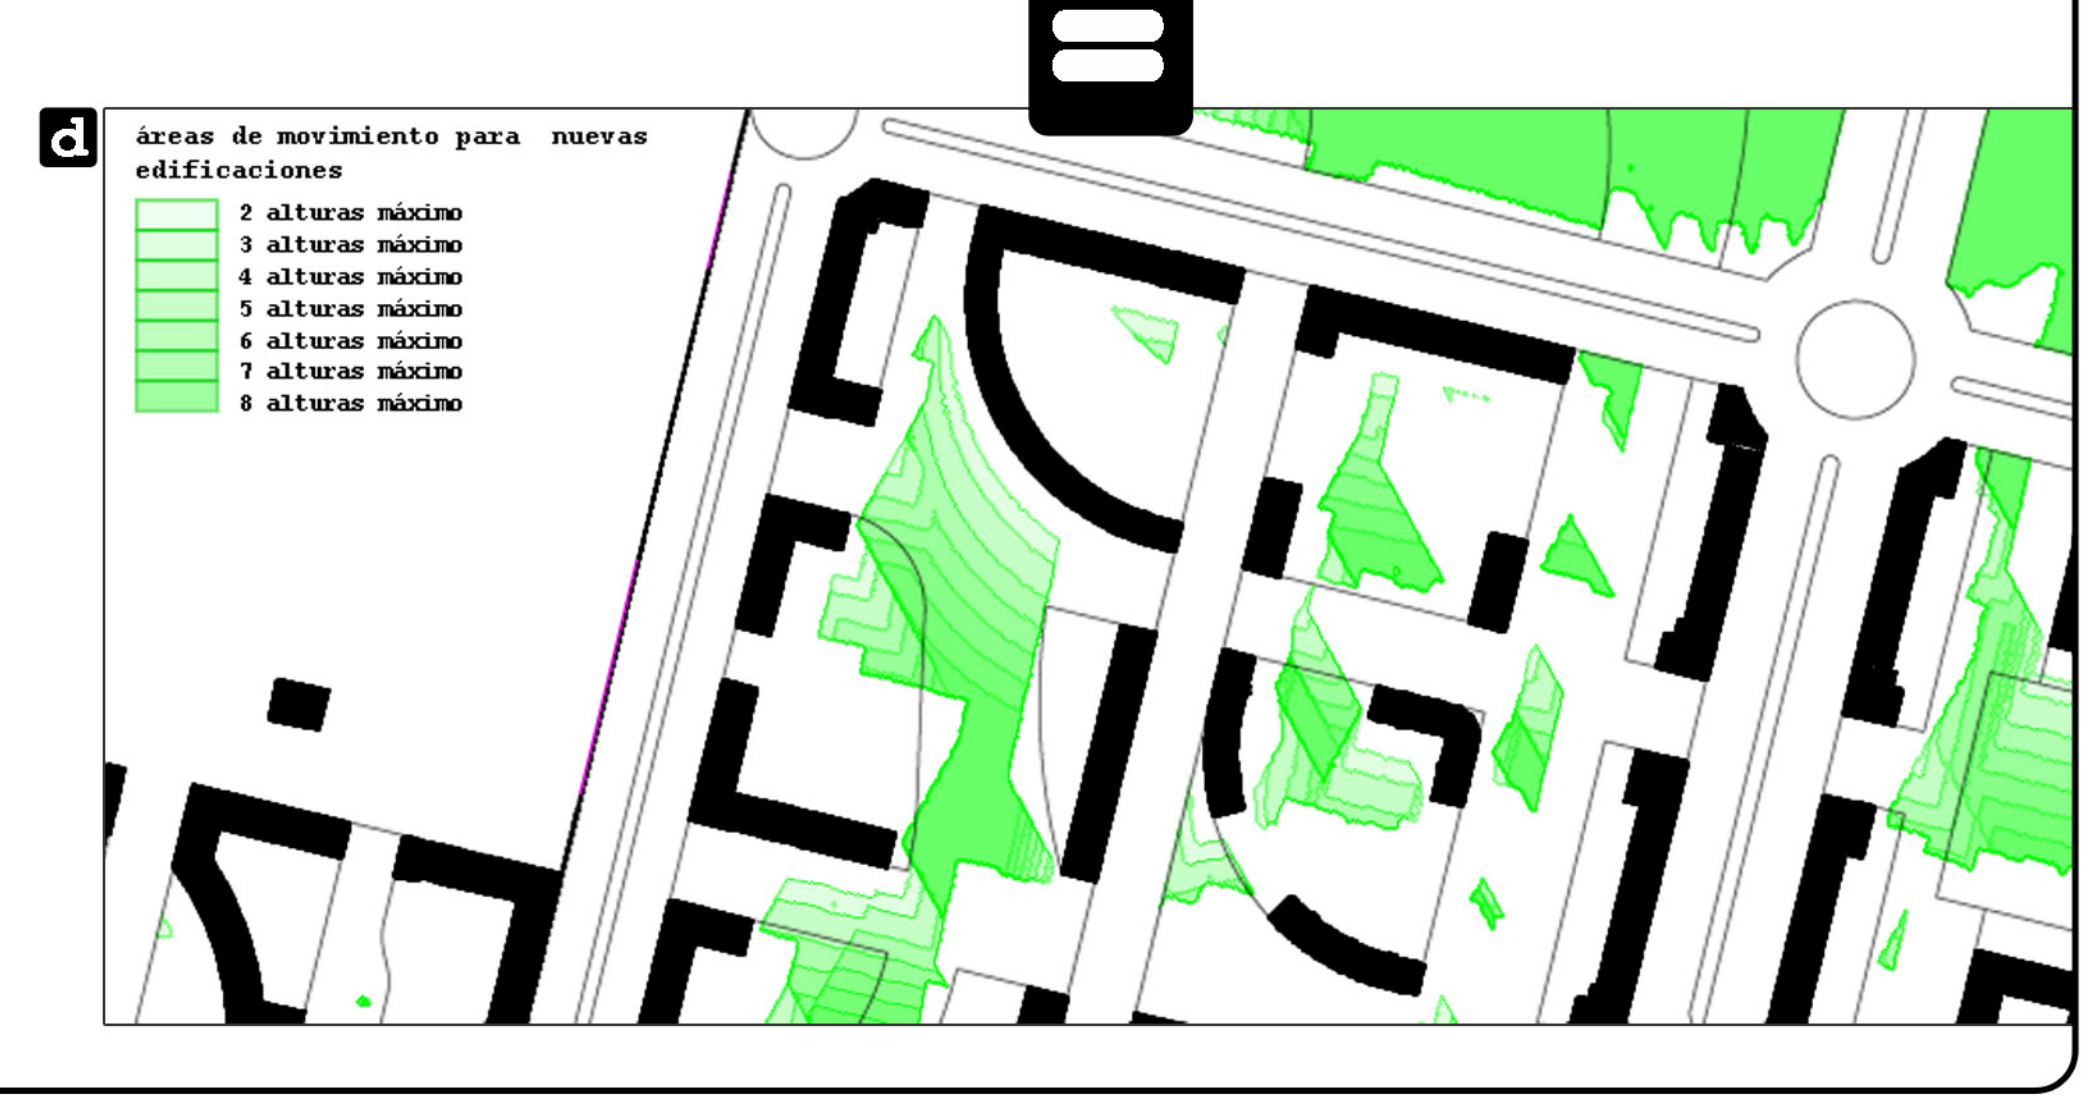 d
áreas de movimiento para nuevas
edificaciones
2 alturas máximo
3 alturas máximo
4 alturas máximo
5 alturas máximo
6 alturas máximo
7 alturas máximo
8 alturas máximo